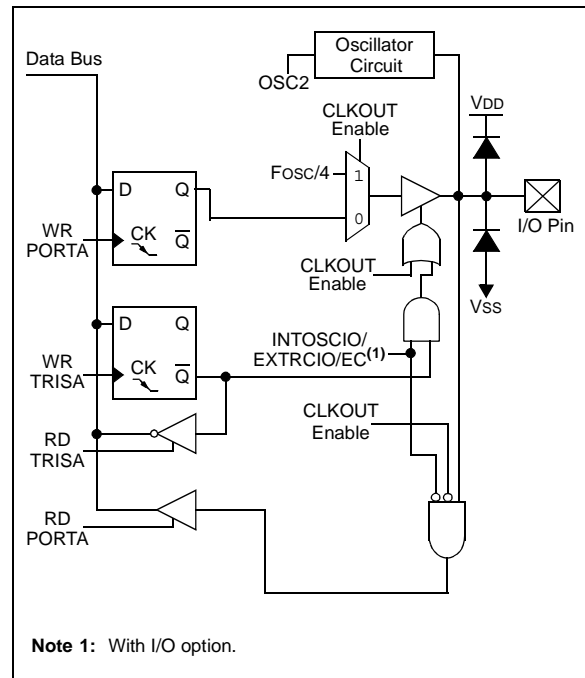 Data Bus
Oscillator
Circuit
OSC2
VDD
CLKOUT
Enable
FOSC/4
1
0
D
Q
WR
PORTA
CK
Q
I/O Pin
CLKOUT
Enable
VSS
D
Q
WR
TRISA
CK
Q
INTOSCIO/
EXTRCIO/EC(1)
CLKOUT
Enable
RD
TRISA
RD
PORTA
Note 1: With I/O option.